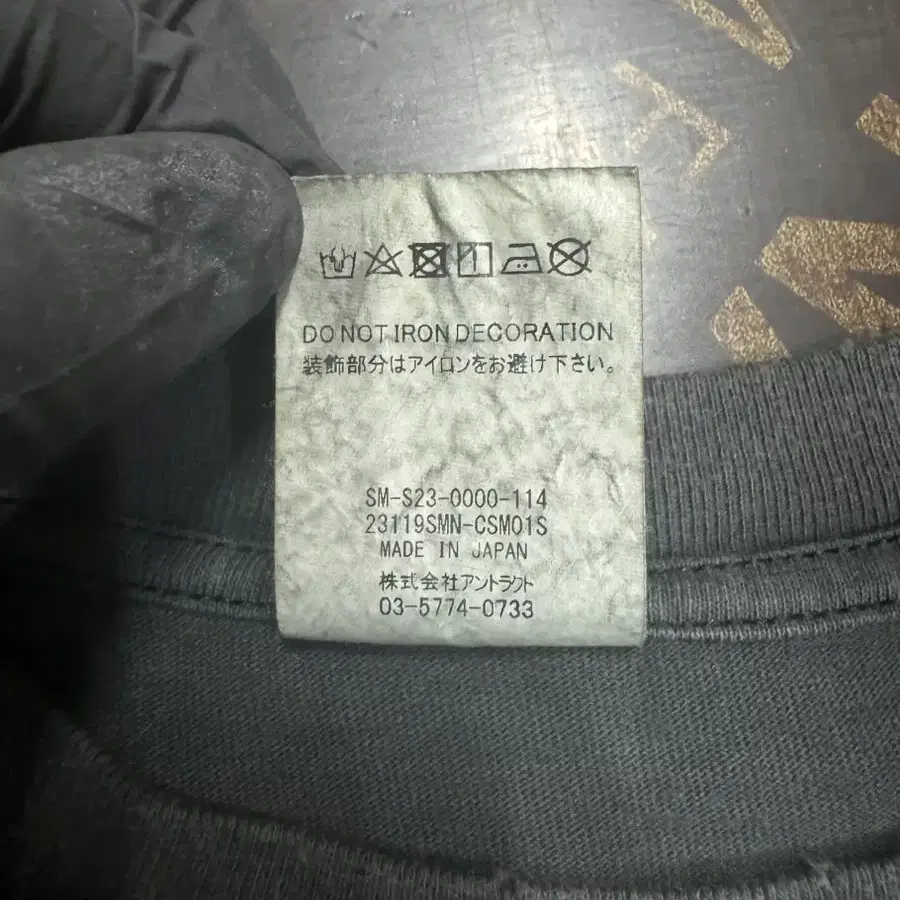 DO NOT IRON DECORATION
装飾部分はアイロンをお避け下さい。
SM-S23-0000-114
23119SMN-CSM01S
MADE IN JAPAN
株式会社アントラクト
03-5774-0733